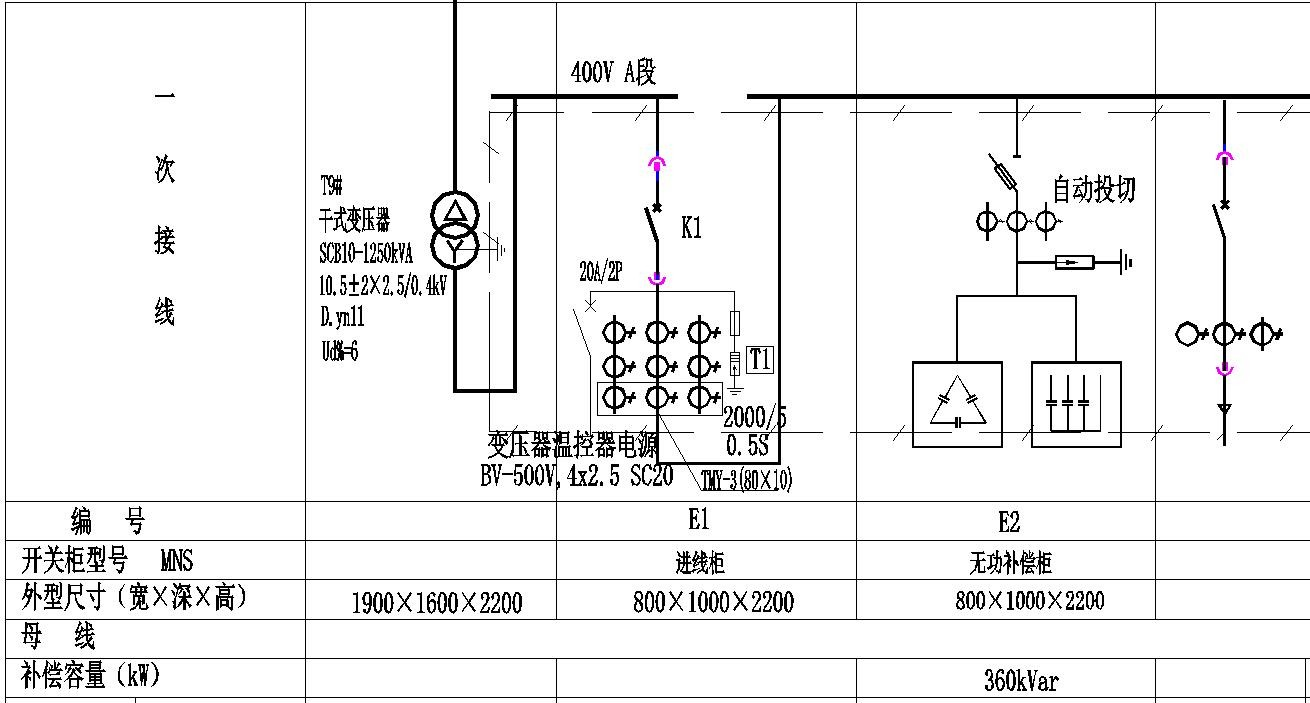 400V A段
一
次
接
线
T9#
干式变压器
SCB10-1250kVA
10.5±2×2.5/0.4kV
D.yn11
Ud%-6
K1
自动投切
20A/2P
T1
2000/5
0.5S
变压器温控器电源
BV-500V,4x2.5 SC20
TMY-3(80×10)
编 号 E1 E2
开关柜型号 MNS 进线柜 无功补偿柜
外型尺寸(宽×深×高) 1900×1600×2200 800×1000×2200 800×1000×2200
母 线
补偿容量(kW) 360kVar